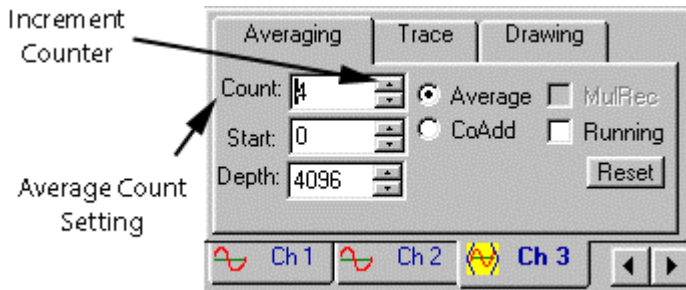 Increment
Counter
Averaging Trace Drawing
Count: 4 Average MulRec
Start: 0 CoAdd Running
Depth: 4096 Reset
Average Count
Setting
Ch 1 Ch 2 Ch 3